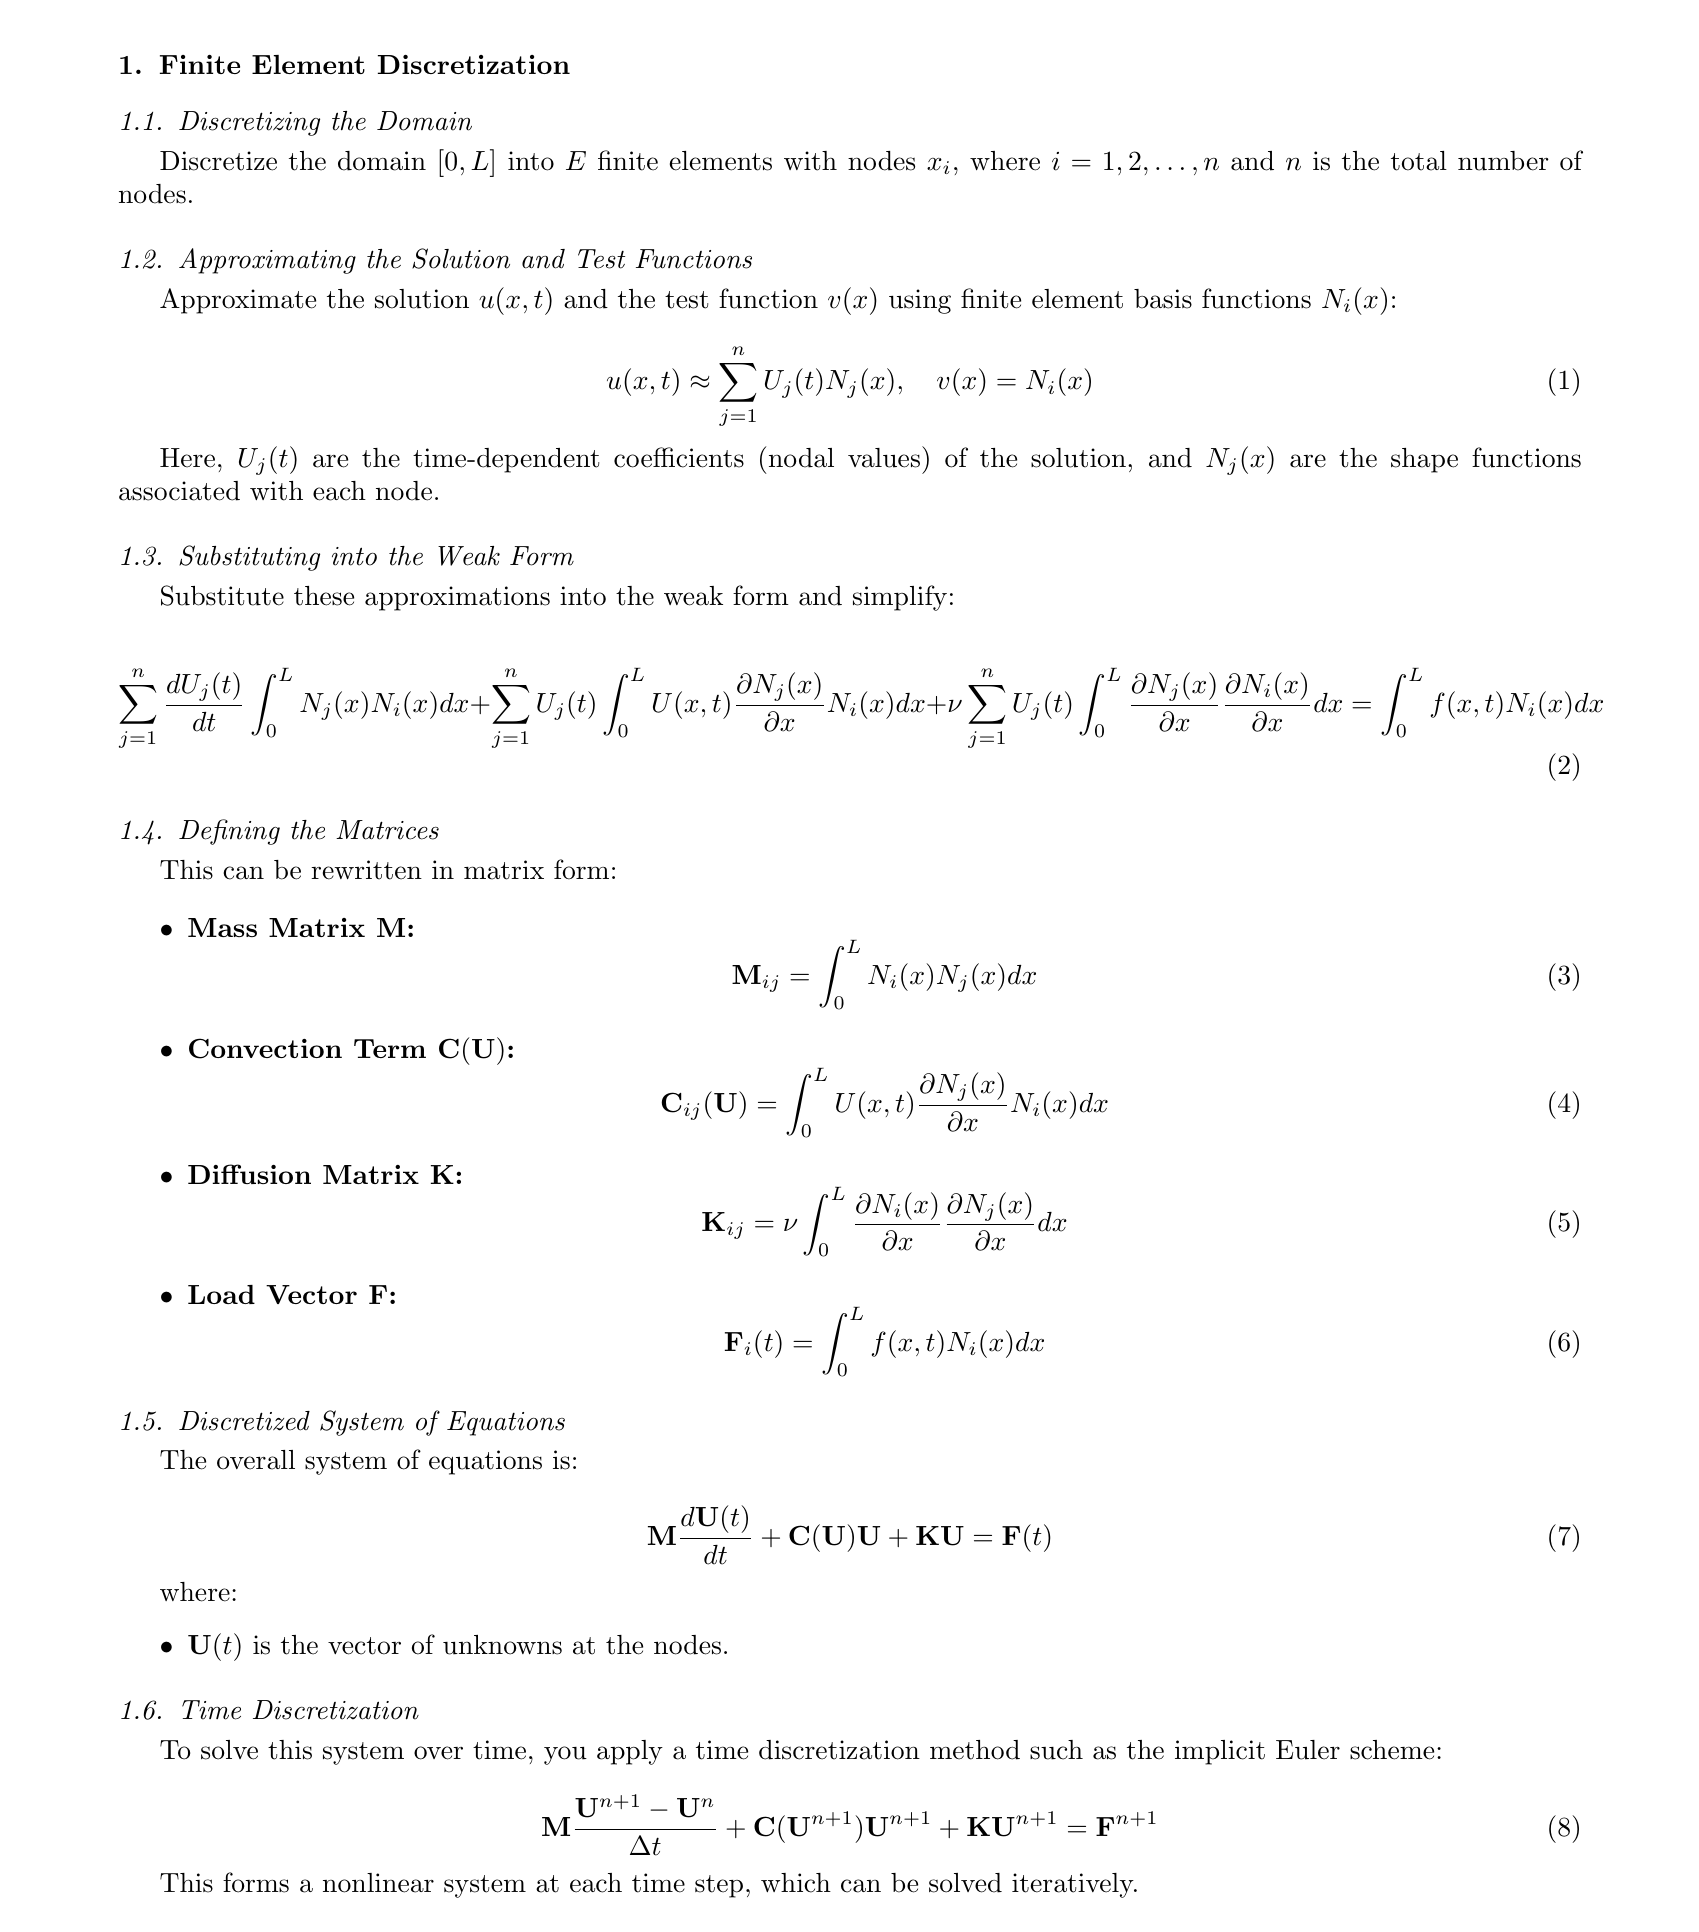 1. Finite Element Discretization
1.1. Discretizing the Domain
Discretize the domain $[0, L]$ into $E$ finite elements with nodes $x_i$, where $i = 1, 2, \ldots, n$ and $n$ is the total number of
nodes.
1.2. Approximating the Solution and Test Functions
Approximate the solution $u(x, t)$ and the test function $v(x)$ using finite element basis functions $N_i(x)$:
$$u(x, t) \approx \sum_{j=1}^{n} U_j(t) N_j(x), \quad v(x) = N_i(x) \tag{1}$$
Here, $U_j(t)$ are the time-dependent coefficients (nodal values) of the solution, and $N_j(x)$ are the shape functions
associated with each node.
1.3. Substituting into the Weak Form
Substitute these approximations into the weak form and simplify:
$$\sum_{j=1}^{n} \frac{dU_j(t)}{dt} \int_0^L N_j(x) N_i(x) dx + \sum_{j=1}^{n} U_j(t) \int_0^L U(x, t) \frac{\partial N_j(x)}{\partial x} N_i(x) dx + \nu \sum_{j=1}^{n} U_j(t) \int_0^L \frac{\partial N_j(x)}{\partial x} \frac{\partial N_i(x)}{\partial x} dx = \int_0^L f(x, t) N_i(x) dx \tag{2}$$
1.4. Defining the Matrices
This can be rewritten in matrix form:
• Mass Matrix M:
$$\mathbf{M}_{ij} = \int_0^L N_i(x) N_j(x) dx \tag{3}$$
• Convection Term C(U):
$$\mathbf{C}_{ij}(\mathbf{U}) = \int_0^L U(x, t) \frac{\partial N_j(x)}{\partial x} N_i(x) dx \tag{4}$$
• Diffusion Matrix K:
$$\mathbf{K}_{ij} = \nu \int_0^L \frac{\partial N_i(x)}{\partial x} \frac{\partial N_j(x)}{\partial x} dx \tag{5}$$
• Load Vector F:
$$\mathbf{F}_i(t) = \int_0^L f(x, t) N_i(x) dx \tag{6}$$
1.5. Discretized System of Equations
The overall system of equations is:
$$\mathbf{M} \frac{d\mathbf{U}(t)}{dt} + \mathbf{C}(\mathbf{U})\mathbf{U} + \mathbf{K}\mathbf{U} = \mathbf{F}(t) \tag{7}$$
where:
• $\mathbf{U}(t)$ is the vector of unknowns at the nodes.
1.6. Time Discretization
To solve this system over time, you apply a time discretization method such as the implicit Euler scheme:
$$\mathbf{M} \frac{\mathbf{U}^{n+1} - \mathbf{U}^n}{\Delta t} + \mathbf{C}(\mathbf{U}^{n+1})\mathbf{U}^{n+1} + \mathbf{K}\mathbf{U}^{n+1} = \mathbf{F}^{n+1} \tag{8}$$
This forms a nonlinear system at each time step, which can be solved iteratively.